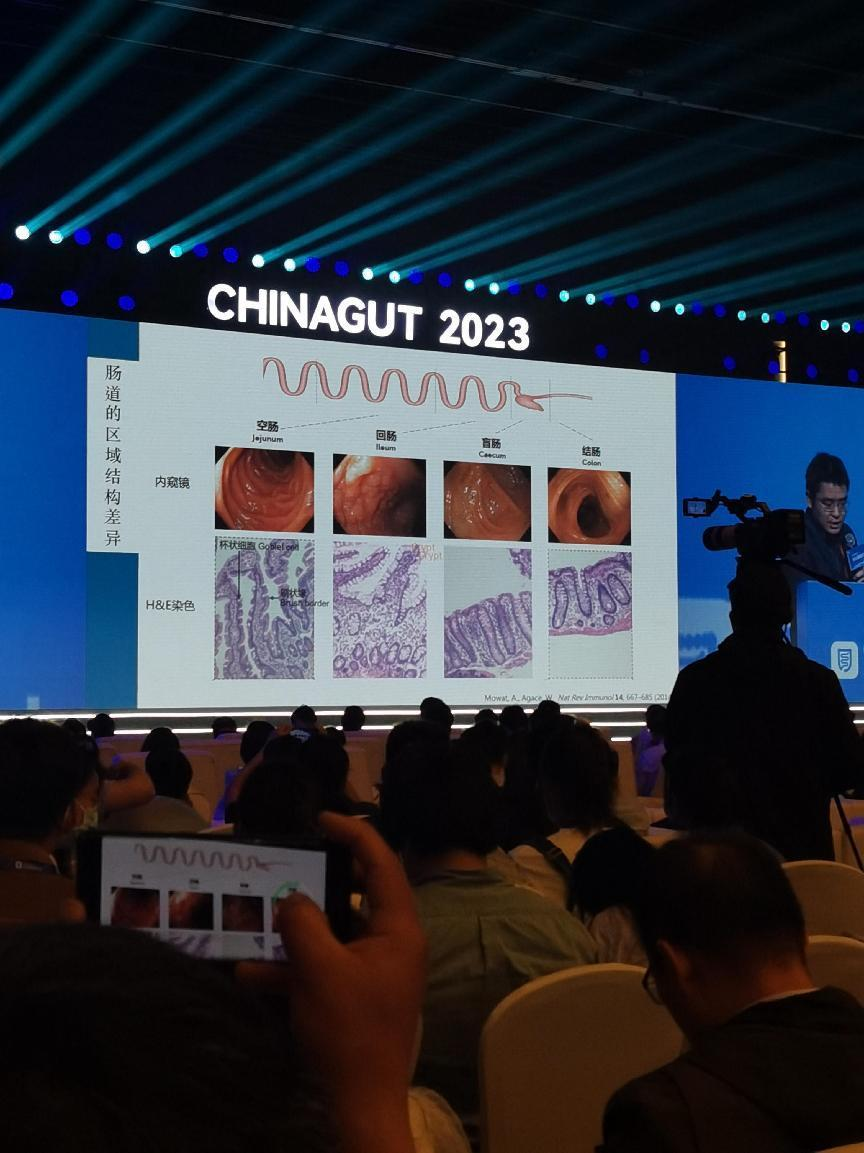 CHINAGUT 2023
肠道的区域结构差异
空肠
Jejunum
回肠
Ileum
盲肠
Caecum
结肠
Colon
内窥镜
H&E染色
杯状细胞 Goblet cell
刷状缘
Brush border
Crypt
Mowat, A., Agace, W. Nat Rev Immunol 14, 667–685 (201